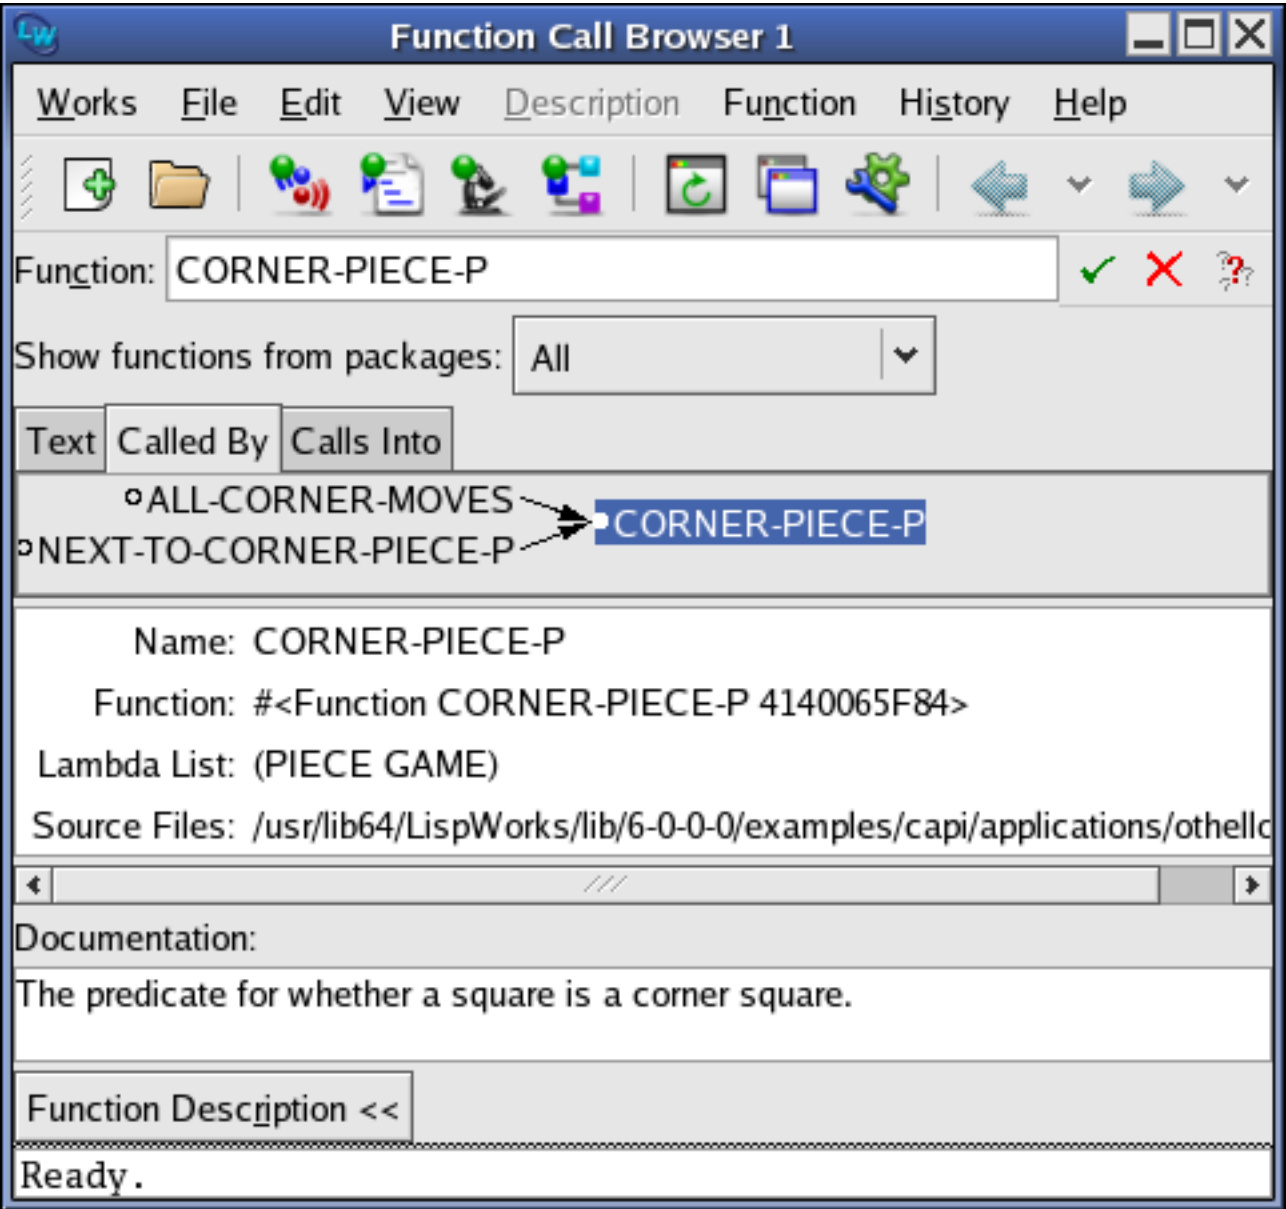 LW Function Call Browser 1
Works File Edit View Description Function History Help
Function: CORNER-PIECE-P
Show functions from packages: All
Text Called By Calls Into
ALL-CORNER-MOVES
CORNER-PIECE-P
NEXT-TO-CORNER-PIECE-P
Name: CORNER-PIECE-P
Function: #<Function CORNER-PIECE-P 4140065F84>
Lambda List: (PIECE GAME)
Source Files: /usr/lib64/LispWorks/lib/6-0-0-0/examples/capi/applications/othellc
Documentation:
The predicate for whether a square is a corner square.
Function Description <<
Ready.